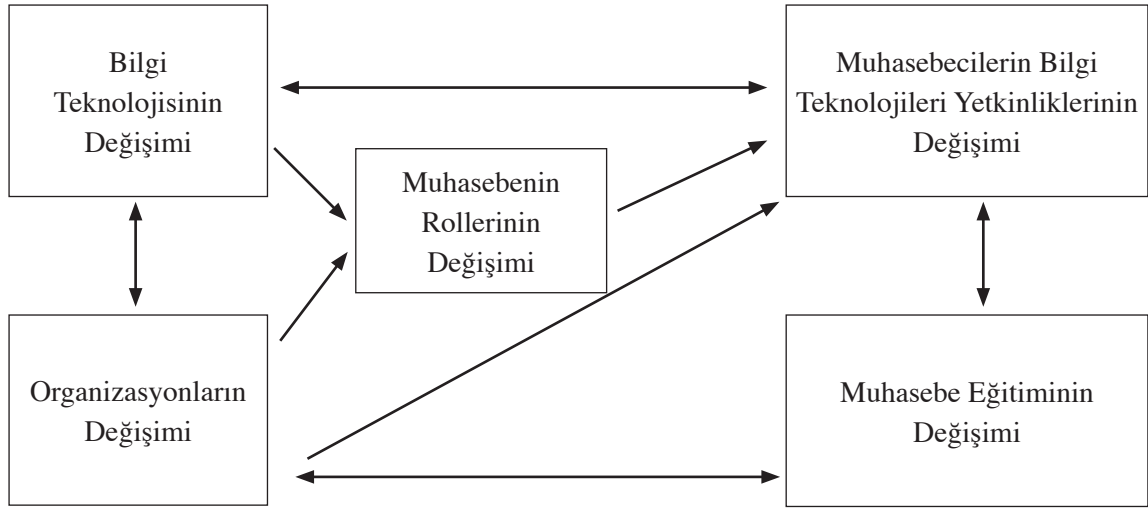 Bilgi
Teknolojisinin
Değişimi
Muhasebecilerin Bilgi
Teknolojileri Yetkinliklerinin
Değişimi
Muhasebenin
Rollerinin
Değişimi
Organizasyonların
Değişimi
Muhasebe Eğitiminin
Değişimi